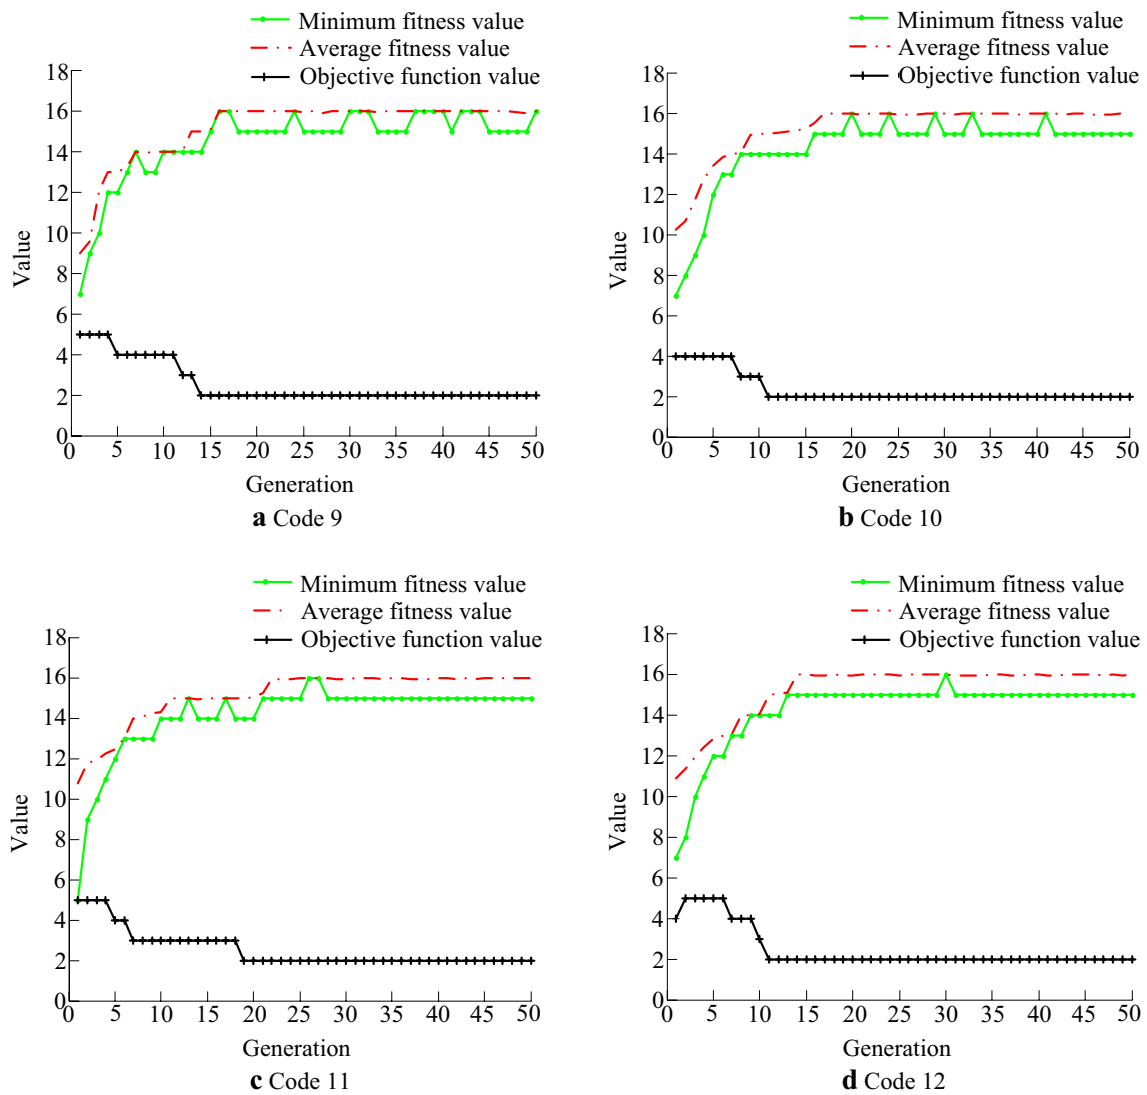 Minimum fitness value
Average fitness value
Objective function value
18
16
14
12
10
8
6
4
2
0
Value
0 5 10 15 20 25 30 35 40 45 50
Generation
a Code 9
Minimum fitness value
Average fitness value
Objective function value
18
16
14
12
10
8
6
4
2
0
Value
0 5 10 15 20 25 30 35 40 45 50
Generation
b Code 10
Minimum fitness value
Average fitness value
Objective function value
18
16
14
12
10
8
6
4
2
0
Value
0 5 10 15 20 25 30 35 40 45 50
Generation
c Code 11
Minimum fitness value
Average fitness value
Objective function value
18
16
14
12
10
8
6
4
2
0
Value
0 5 10 15 20 25 30 35 40 45 50
Generation
d Code 12